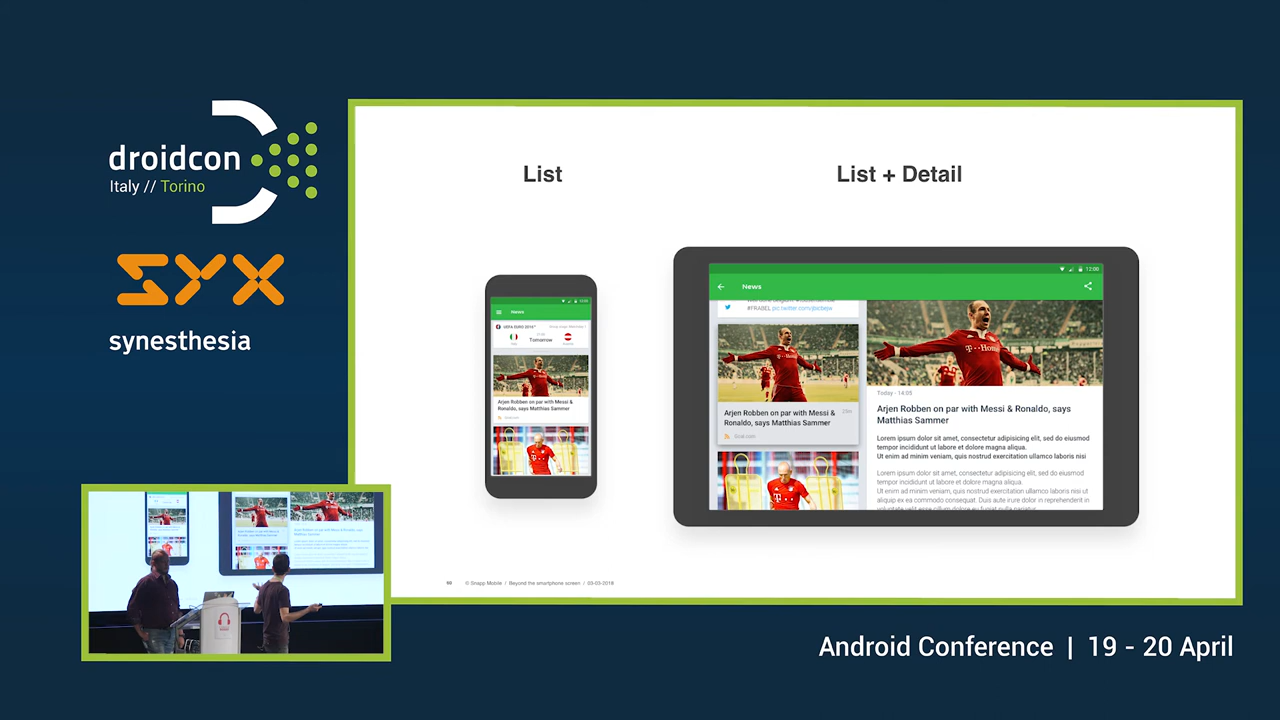 droidcon
Italy // Torino
SYX
synesthesia
List
List + Detail
12:00
News
UEFA EURO 2016™
Tomorrow
Arjen Robben on par with Messi &
Ronaldo, says Matthias Sammer
Goal.com
12:00
News
#FRABEL
Arjen Robben on par with Messi &
Ronaldo, says Matthias Sammer
Goal.com
Today - 14:05
Arjen Robben on par with Messi & Ronaldo, says
Matthias Sammer
Lorem ipsum dolor sit amet, consectetur adipisicing elit, sed do eiusmod
tempor incididunt ut labore et dolore magna aliqua.
Ut enim ad minim veniam, quis nostrud exercitation ullamco laboris nisi
Lorem ipsum dolor sit amet, consectetur adipisicing elit, sed do eiusmod
tempor incididunt ut labore et dolore magna aliqua.
Ut enim ad minim veniam, quis nostrud exercitation ullamco laboris nisi ut
aliquip ex ea commodo consequat. Duis aute irure dolor in reprehenderit in
© Snapp Mobile / Beyond the smartphone screen / 03-03-2018
Android Conference | 19 - 20 April